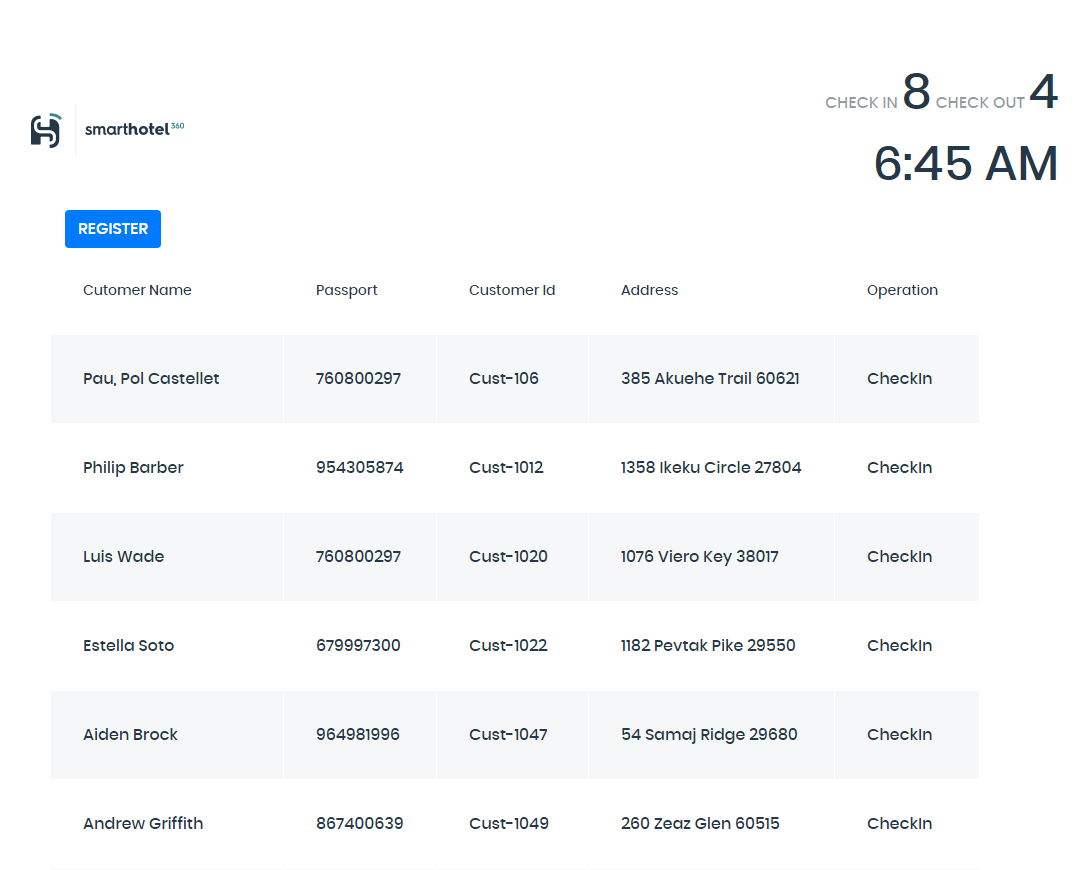 CHECK IN 8 CHECK OUT 4
smarthotel360
6:45 AM
REGISTER
Cutomer Name Passport Customer Id Address Operation
Pau, Pol Castellet 760800297 Cust-106 385 Akuehe Trail 60621 CheckIn
Philip Barber 954305874 Cust-1012 1358 Ikeku Circle 27804 CheckIn
Luis Wade 760800297 Cust-1020 1076 Viero Key 38017 CheckIn
Estella Soto 679997300 Cust-1022 1182 Pevtak Pike 29550 CheckIn
Aiden Brock 964981996 Cust-1047 54 Samaj Ridge 29680 CheckIn
Andrew Griffith 867400639 Cust-1049 260 Zeaz Glen 60515 CheckIn